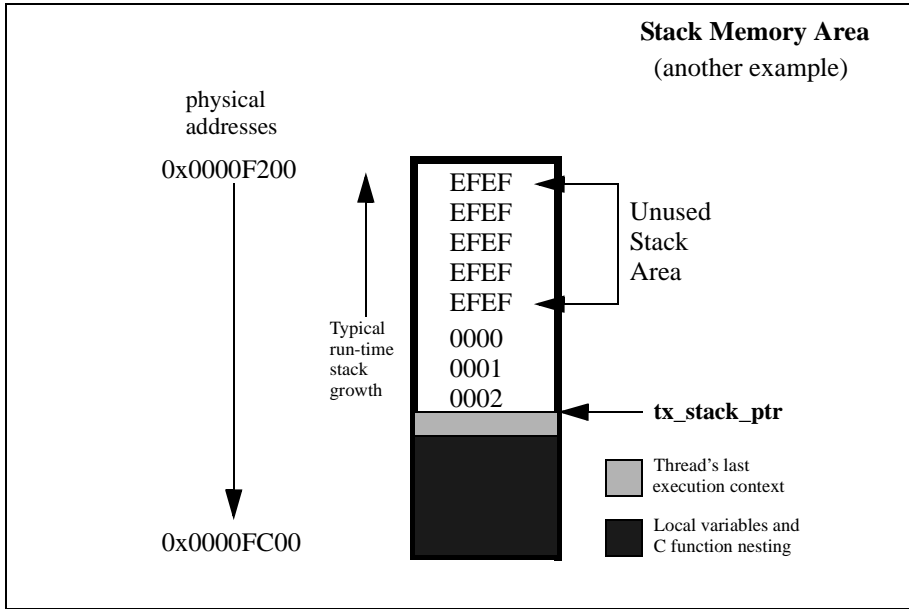 Stack Memory Area
(another example)
physical
addresses
0x0000F200
EFEF
EFEF
EFEF
EFEF
EFEF
0000
0001
0002
Unused
Stack
Area
Typical
run-time
stack
growth
tx_stack_ptr
Thread's last
execution context
Local variables and
C function nesting
0x0000FC00